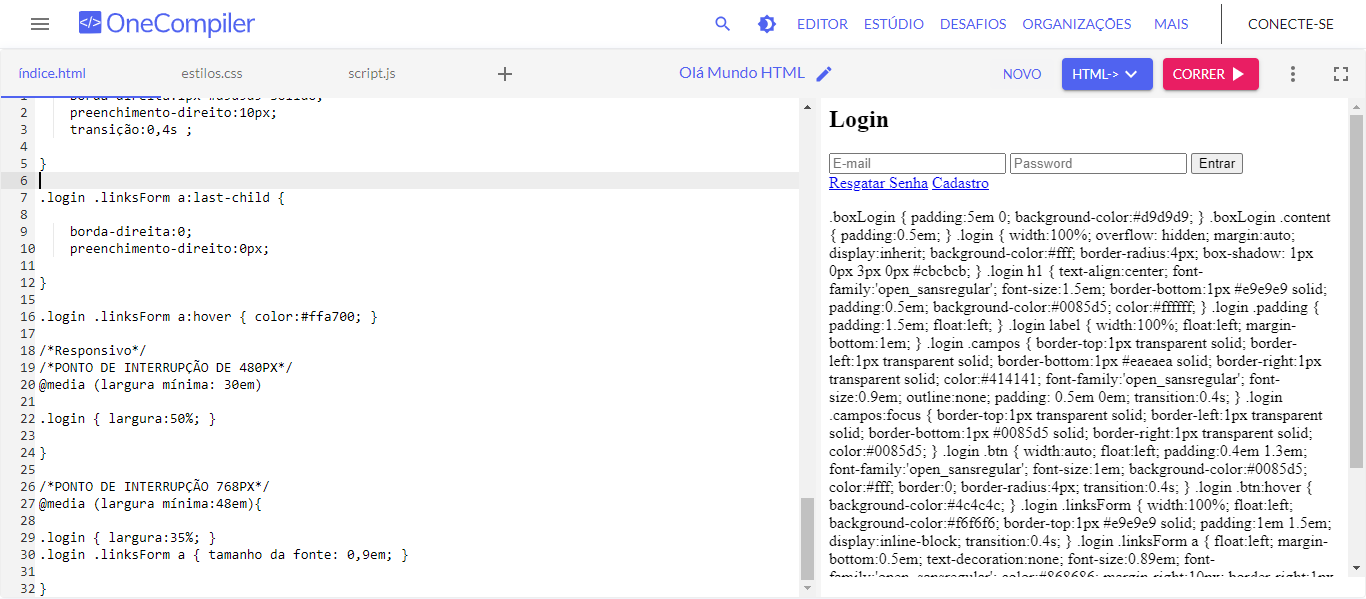 </> OneCompiler
EDITOR ESTÚDIO DESAFIOS ORGANIZAÇÕES MAIS CONECTE-SE
índice.html estilos.css script.js + Olá Mundo HTML NOVO HTML-> CORRER
2 preenchimento-direito:10px;
3 transição:0,4s ;
4
5 }
6
7 .login .linksForm a:last-child {
8
9 borda-direita:0;
10 preenchimento-direito:0px;
11
12 }
15
16 .login .linksForm a:hover { color:#ffa700; }
17
18 /*Responsivo*/
19 /*PONTO DE INTERRUPÇÃO DE 480PX*/
20 @media (largura mínima: 30em)
21
22 .login { largura:50%; }
23
24 }
25
26 /*PONTO DE INTERRUPÇÃO 768PX*/
27 @media (largura mínima:48em){
28
29 .login { largura:35%; }
30 .login .linksForm a { tamanho da fonte: 0,9em; }
31
32 }
Login
E-mail Password Entrar
Resgatar Senha Cadastro
.boxLogin { padding:5em 0; background-color:#d9d9d9; } .boxLogin .content
{ padding:0.5em; } .login { width:100%; overflow: hidden; margin:auto;
display:inherit; background-color:#fff; border-radius:4px; box-shadow: 1px
0px 3px 0px #cbcbcb; } .login h1 { text-align:center; font-
family:'open_sansregular'; font-size:1.5em; border-bottom:1px #e9e9e9 solid;
padding:0.5em; background-color:#0085d5; color:#ffffff; } .login .padding {
padding:1.5em; float:left; } .login label { width:100%; float:left; margin-
bottom:1em; } .login .campos { border-top:1px transparent solid; border-
left:1px transparent solid; border-bottom:1px #eaeaea solid; border-right:1px
transparent solid; color:#414141; font-family:'open_sansregular'; font-
size:0.9em; outline:none; padding: 0.5em 0em; transition:0.4s; } .login
.campos:focus { border-top:1px transparent solid; border-left:1px transparent
solid; border-bottom:1px #0085d5 solid; border-right:1px transparent solid;
color:#0085d5; } .login .btn { width:auto; float:left; padding:0.4em 1.3em;
font-family:'open_sansregular'; font-size:1em; background-color:#0085d5;
color:#fff; border:0; border-radius:4px; transition:0.4s; } .login .btn:hover {
background-color:#4c4c4c; } .login .linksForm { width:100%; float:left;
background-color:#f6f6f6; border-top:1px #e9e9e9 solid; padding:1em 1.5em;
display:inline-block; transition:0.4s; } .login .linksForm a { float:left; margin-
bottom:0.5em; text-decoration:none; font-size:0.89em; font-
family:'open_sansregular'; color:#868686; margin-right:10px; border-right:1px